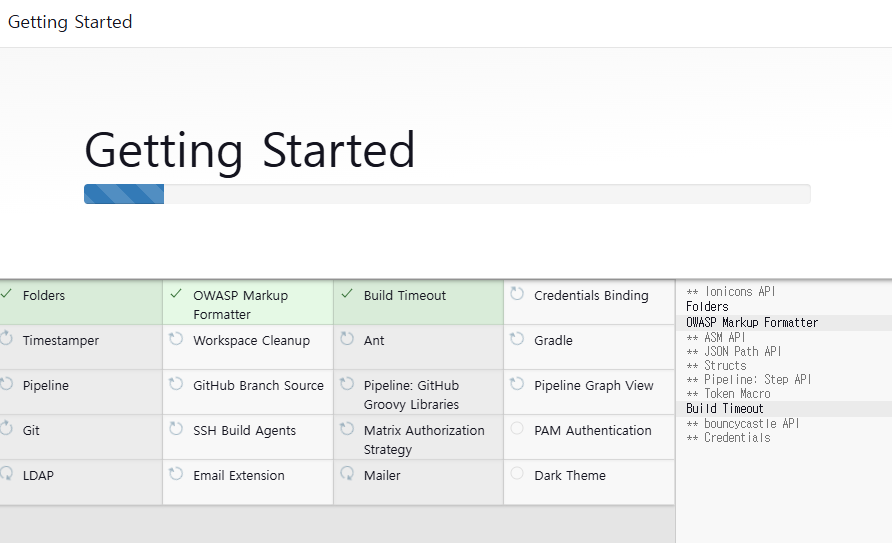 Getting Started
Getting Started
Folders
OWASP Markup
Formatter
Build Timeout
Credentials Binding
Timestamper
Workspace Cleanup
Ant
Gradle
Pipeline
GitHub Branch Source
Pipeline: GitHub
Groovy Libraries
Pipeline Graph View
Git
SSH Build Agents
Matrix Authorization
Strategy
PAM Authentication
LDAP
Email Extension
Mailer
Dark Theme
** Ionicons API
Folders
OWASP Markup Formatter
** ASM API
** JSON Path API
** Structs
** Pipeline: Step API
** Token Macro
Build Timeout
** bouncycastle API
** Credentials